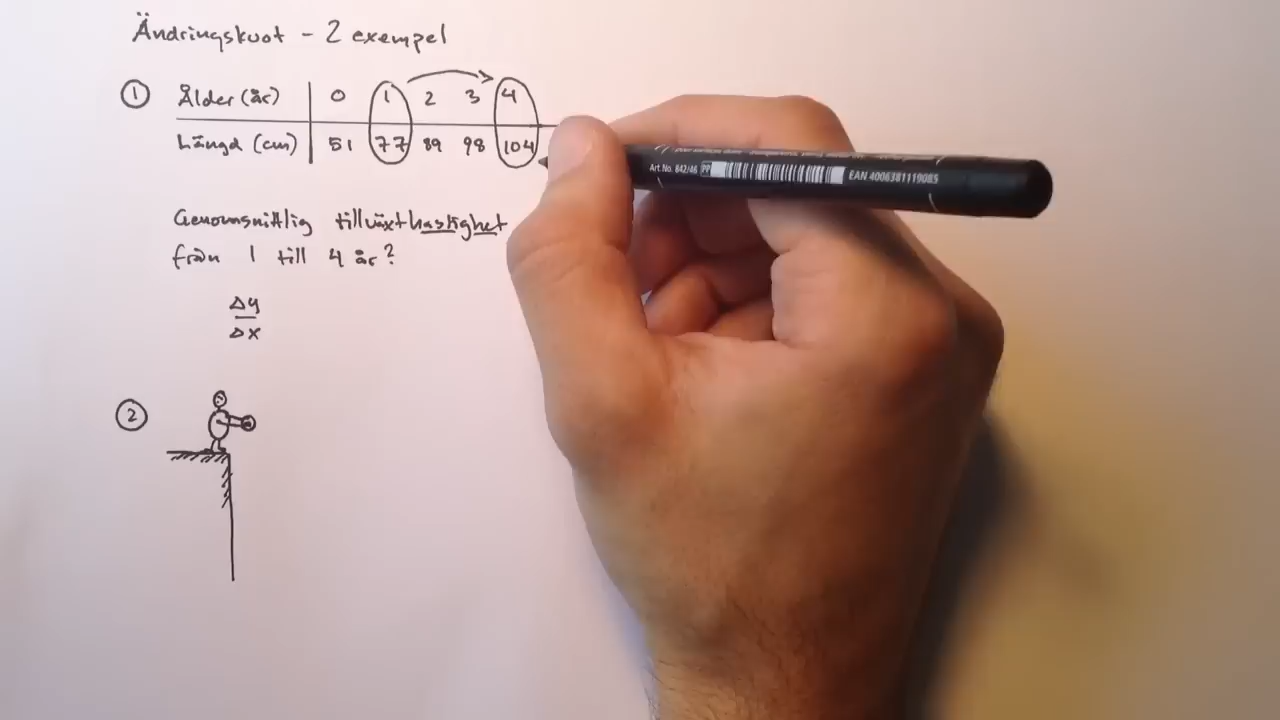 Ändringskvot - 2 exempel
1 Ålder (år) 0 1 2 3 4
Längd (cm) 51 77 89 98 104
Genomsnittlig tillväxthastighet
från 1 till 4 år?
Δy
Δx
2
Art. No. 842/46 PP EAN 4006381119085